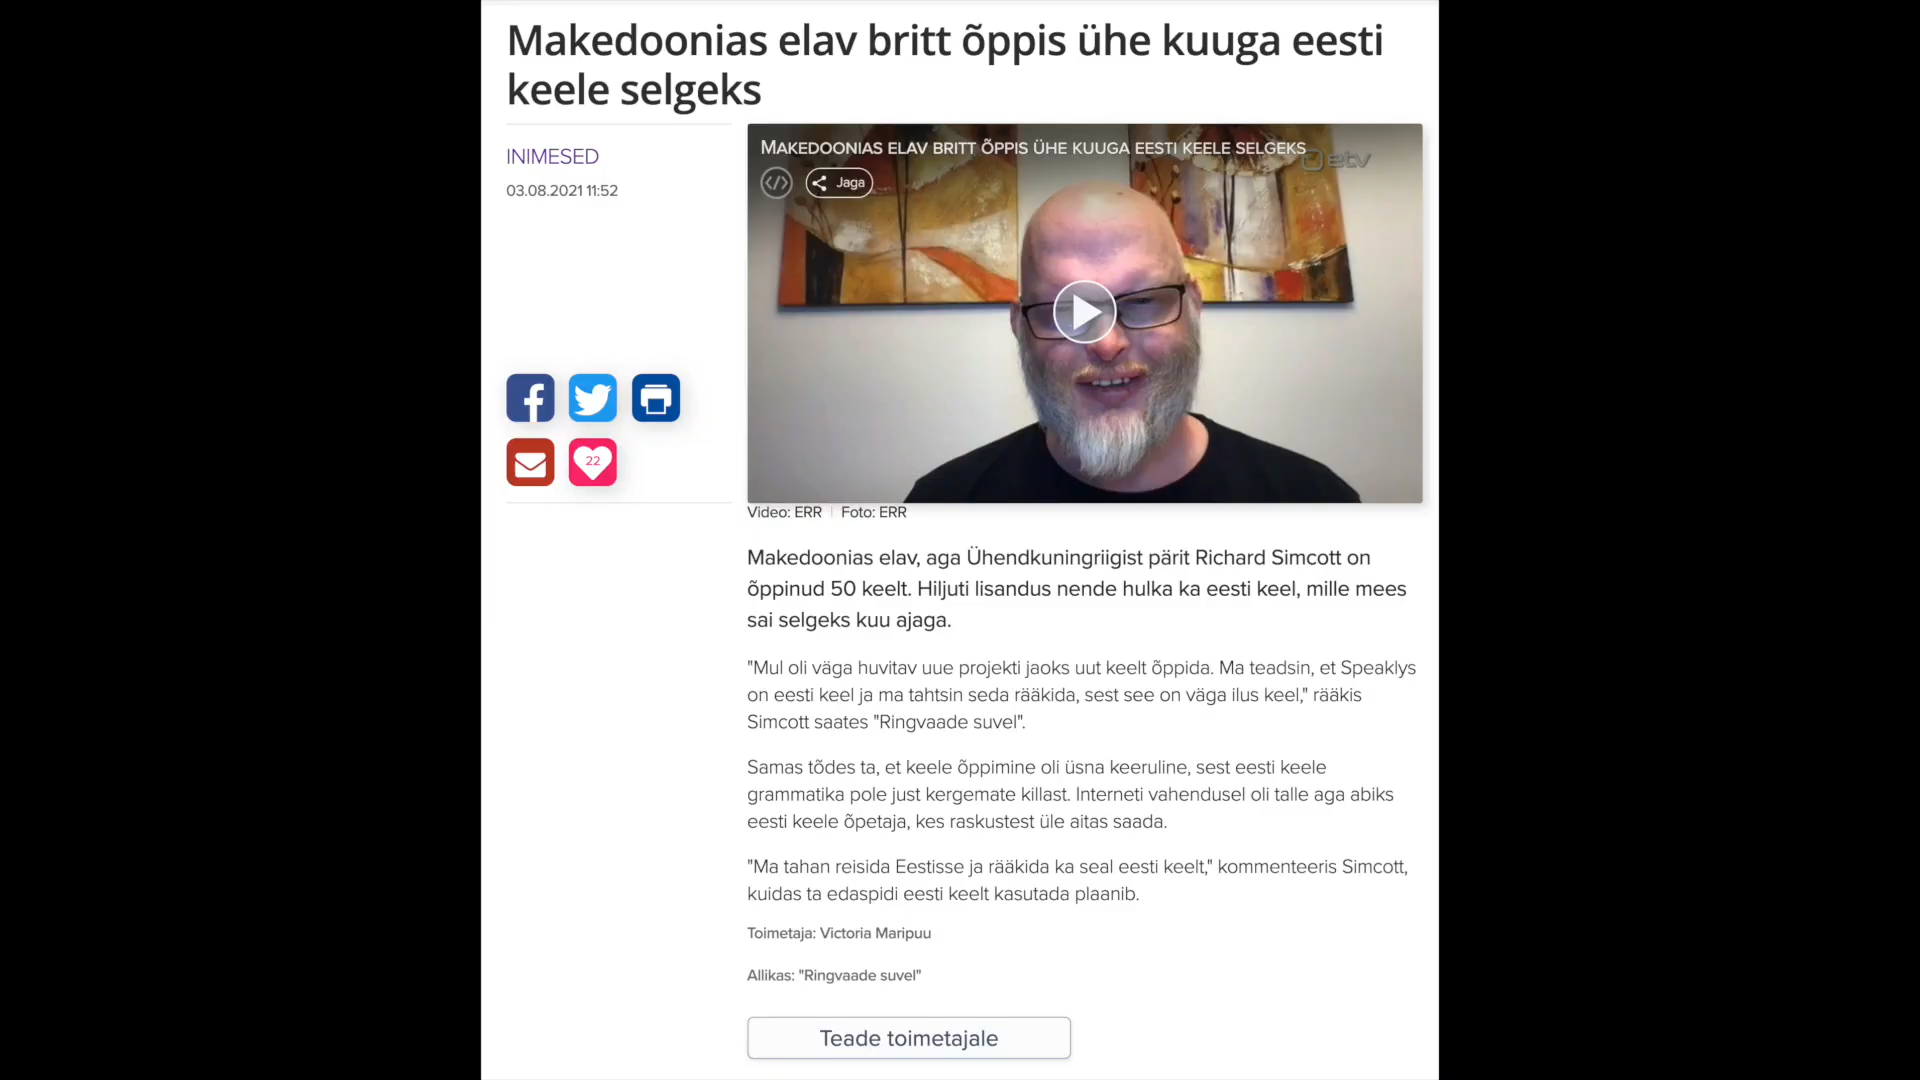 Makedoonias elav britt õppis ühe kuuga eesti
keele selgeks
INIMESED
03.08.2021 11:52
22
MAKEDOONIAS ELAV BRITT ÕPPIS ÜHE KUUGA EESTI KEELE SELGEKS
etv
</> Jaga
Video: ERR | Foto: ERR
Makedoonias elav, aga Ühendkuningriigist pärit Richard Simcott on
õppinud 50 keelt. Hiljuti lisandus nende hulka ka eesti keel, mille mees
sai selgeks kuu ajaga.
"Mul oli väga huvitav uue projekti jaoks uut keelt õppida. Ma teadsin, et Speaklys
on eesti keel ja ma tahtsin seda rääkida, sest see on väga ilus keel," rääkis
Simcott saates "Ringvaade suvel".
Samas tõdes ta, et keele õppimine oli üsna keeruline, sest eesti keele
grammatika pole just kergemate killast. Interneti vahendusel oli talle aga abiks
eesti keele õpetaja, kes raskustest üle aitas saada.
"Ma tahan reisida Eestisse ja rääkida ka seal eesti keelt," kommenteeris Simcott,
kuidas ta edaspidi eesti keelt kasutada plaanib.
Toimetaja: Victoria Maripuu
Allikas: "Ringvaade suvel"
Teade toimetajale